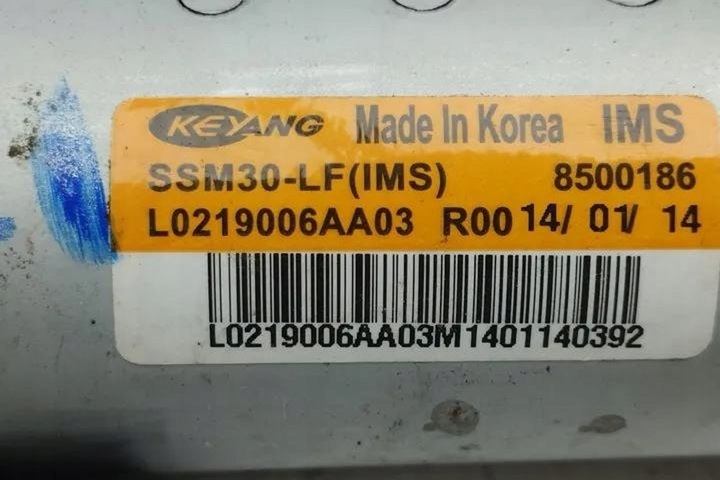 KEYANG Made In Korea IMS
SSM30-LF(IMS) 8500186
L0219006AA03 R00 14/ 01/ 14
L0219006AA03M1401140392